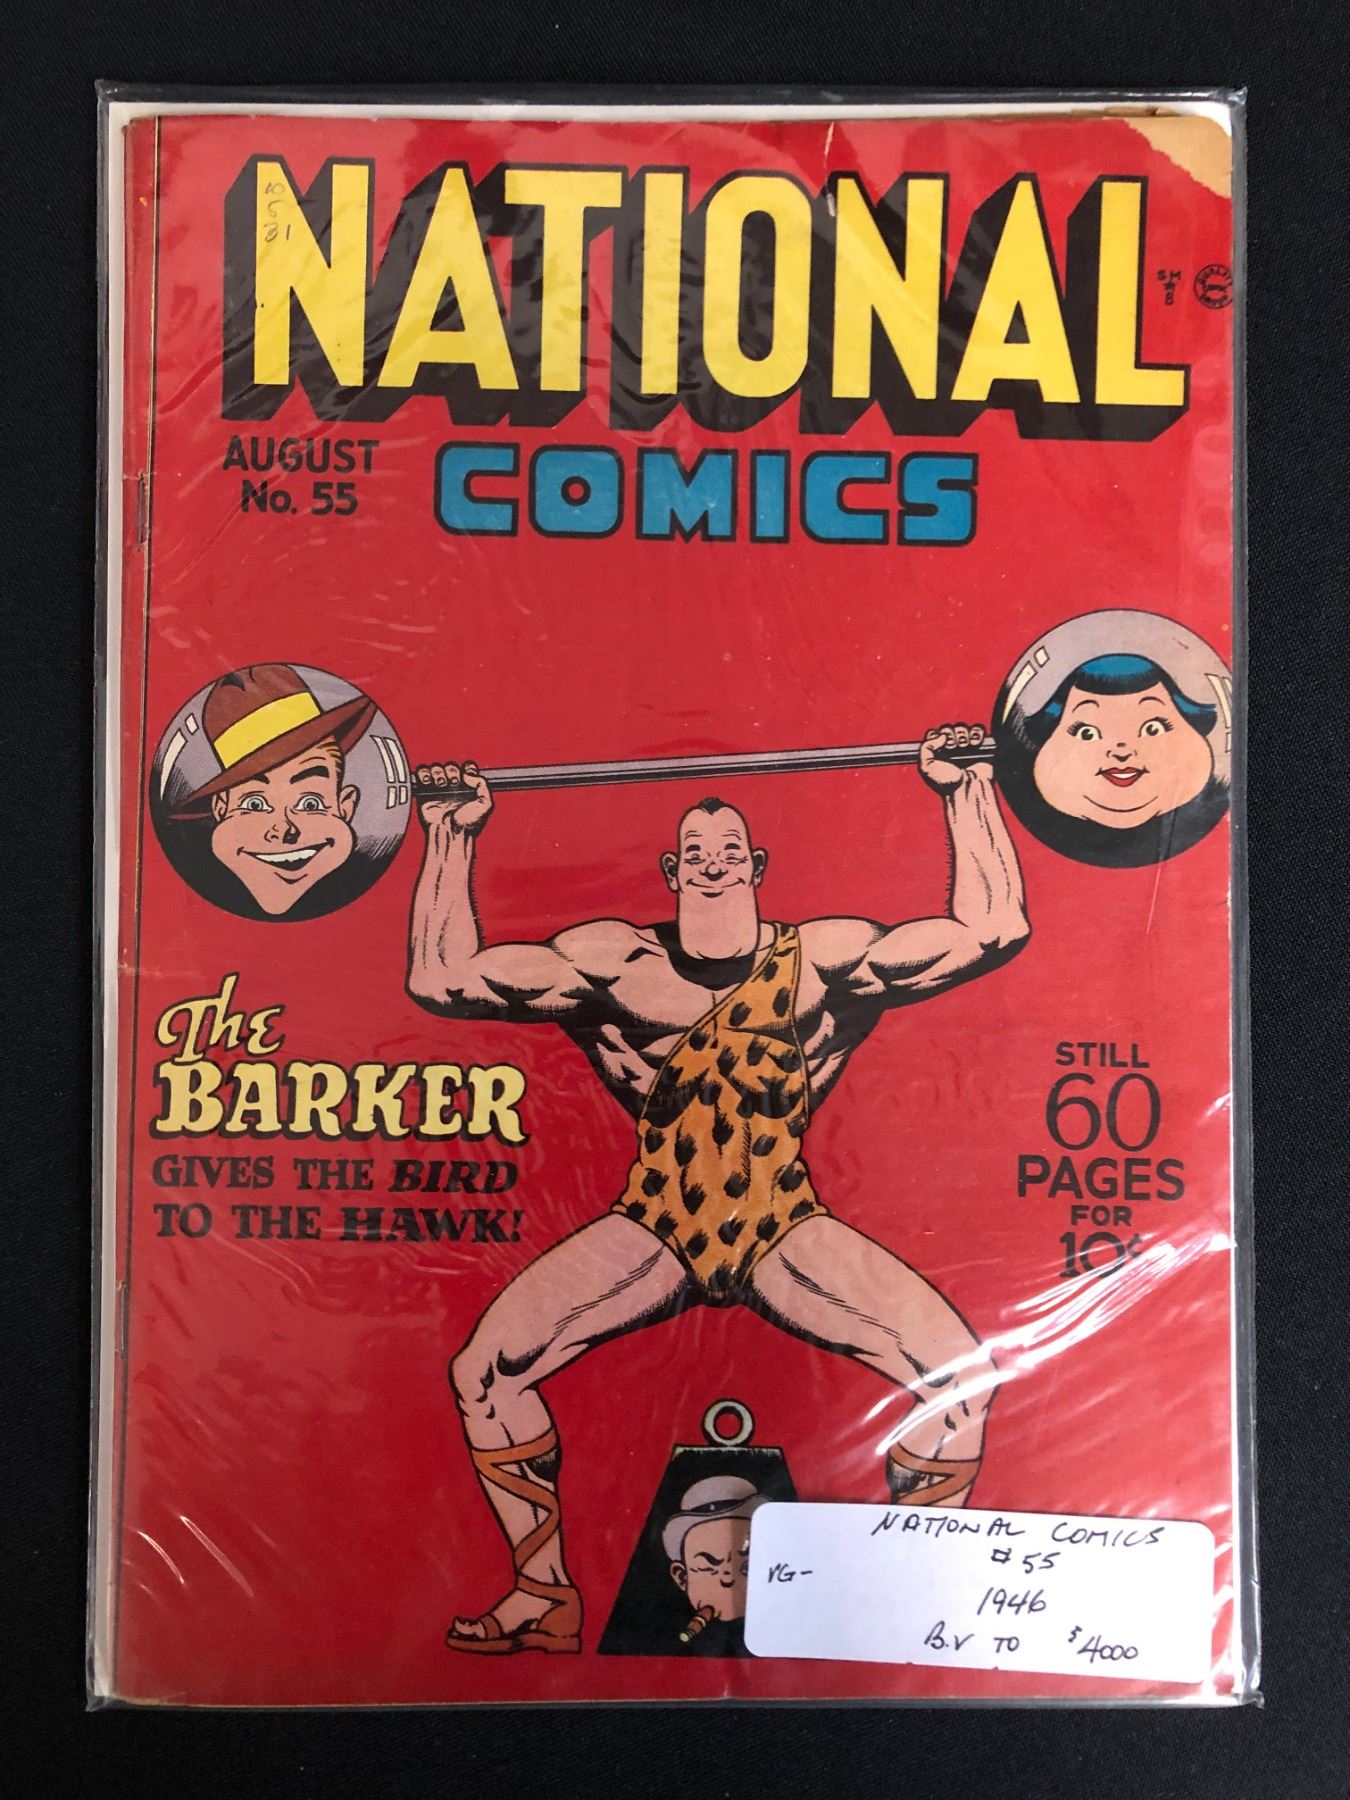 NATIONAL
COMICS
AUGUST
No. 55
The
BARKER
GIVES THE BIRD
TO THE HAWK!
STILL
60
PAGES
FOR
10¢
NATIONAL COMICS
#55
VG-
1946
B.V TO $4000